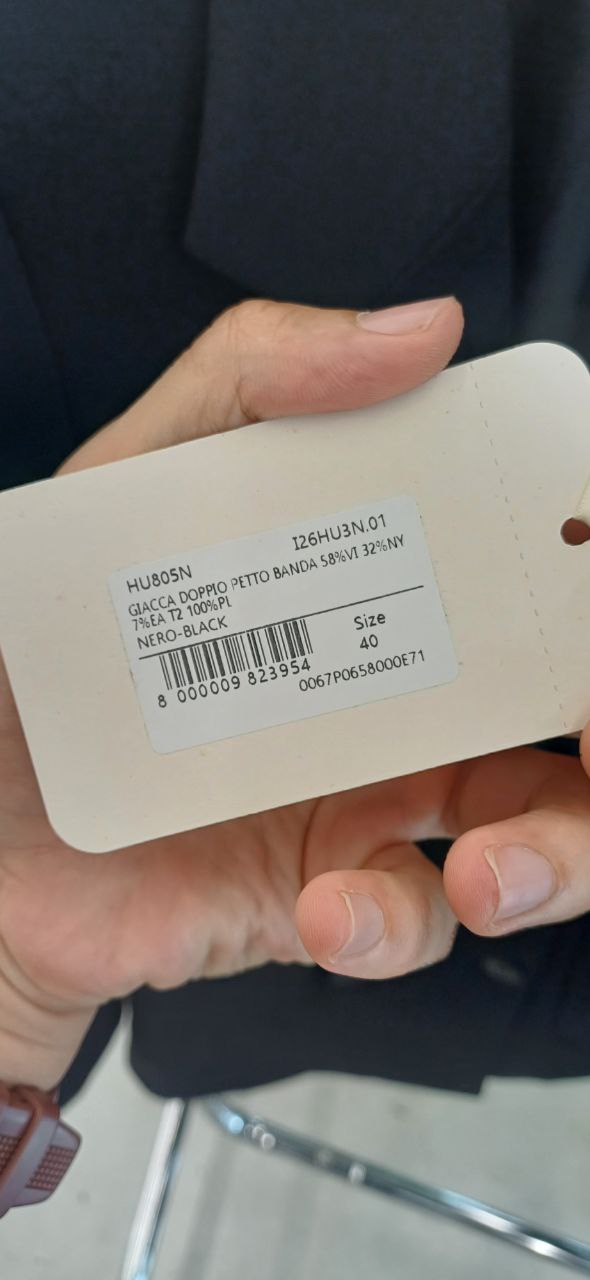 HU805N I26HU3N.01
GIACCA DOPPIO PETTO BANDA 58%VI 32%NY
7%EA T2 100%PL
NERO-BLACK
Size
40
8 000009 823954
0067P0658000E71